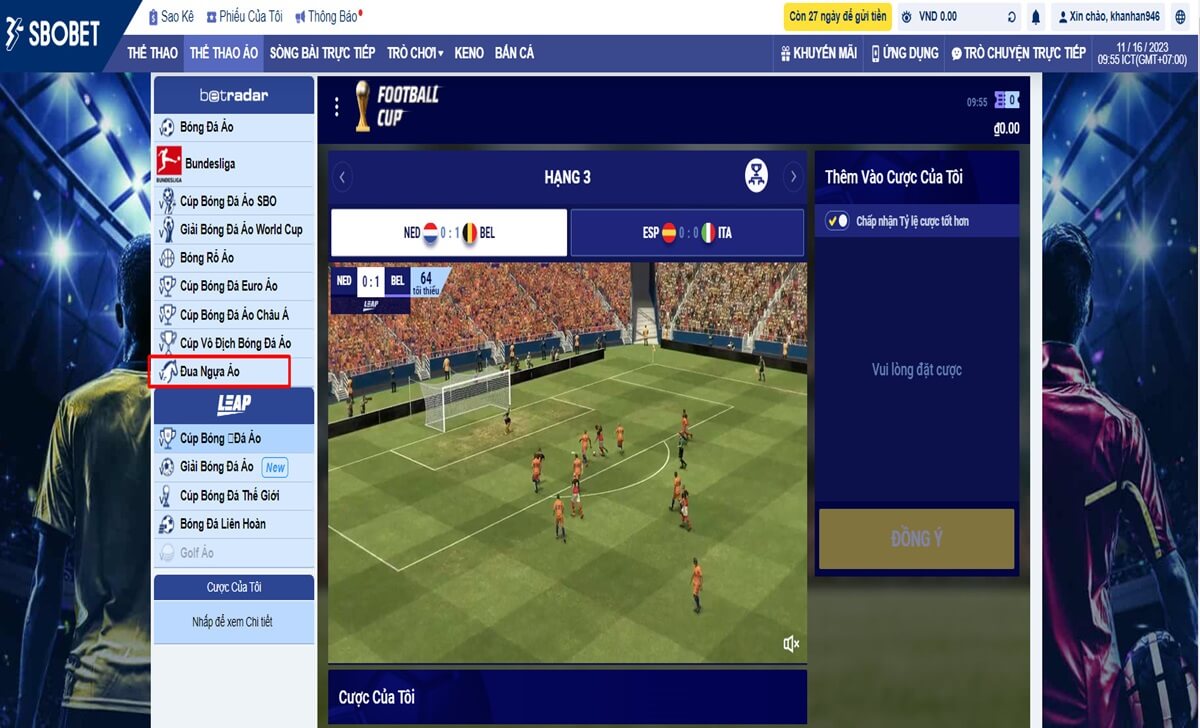 SBOBET
Sao Kê Phiếu Của Tôi Thông Báo
Còn 27 ngày để gửi tiền VND 0.00 Xin chào, khanhan946
THỂ THAO THỂ THAO ẢO SÒNG BÀI TRỰC TIẾP TRÒ CHƠI KENO BẮN CÁ
KHUYẾN MÃI ỨNG DỤNG TRÒ CHUYỆN TRỰC TIẾP
11 / 16 / 2023
09:55 ICT(GMT+07:00)
betradar
Bóng Đá Ảo
BUNDESLIGA
Bundesliga
Cúp Bóng Đá Ảo SBO
Giải Bóng Đá Ảo World Cup
Bóng Rổ Ảo
Cúp Bóng Đá Euro Ảo
Cúp Bóng Đá Ảo Châu Á
Cúp Vô Địch Bóng Đá Ảo
Đua Ngựa Ảo
LEAP
Cúp Bóng □Đá Ảo
Giải Bóng Đá Ảo New
Cúp Bóng Đá Thế Giới
Bóng Đá Liên Hoàn
Golf Ảo
Cược Của Tôi
Nhấp để xem Chi tiết
FOOTBALL
CUP
09:55 0
₫0.00
HẠNG 3
NED 0 : 1 BEL
ESP 0 : 0 ITA
NED 0 : 1 BEL 64
tối thiểu
LEAP
Cược Của Tôi
Thêm Vào Cược Của Tôi
Chấp nhận Tỷ lệ cược tốt hơn
Vui lòng đặt cược
ĐỒNG Ý